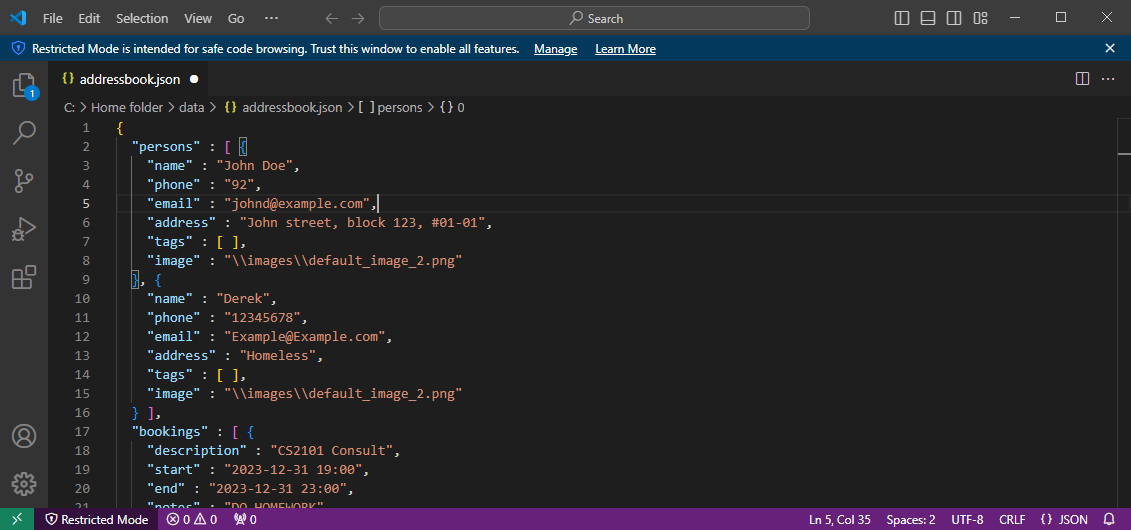 File Edit Selection View Go ··· Search
Restricted Mode is intended for safe code browsing. Trust this window to enable all features. Manage Learn More
1 {} addressbook.json
C: > Home folder > data > {} addressbook.json > [ ] persons > {} 0
1 {
2 "persons" : [ {
3 "name" : "John Doe",
4 "phone" : "92",
5 "email" : "johnd@example.com",
6 "address" : "John street, block 123, #01-01",
7 "tags" : [ ],
8 "image" : "\\images\\default_image_2.png"
9 }, {
10 "name" : "Derek",
11 "phone" : "12345678",
12 "email" : "Example@Example.com",
13 "address" : "Homeless",
14 "tags" : [ ],
15 "image" : "\\images\\default_image_2.png"
16 } ],
17 "bookings" : [ {
18 "description" : "CS2101 Consult",
19 "start" : "2023-12-31 19:00",
20 "end" : "2023-12-31 23:00",
21 "notes" : "DO HOMEWORK"
Restricted Mode 0 0 0 Ln 5, Col 35 Spaces: 2 UTF-8 CRLF {} JSON